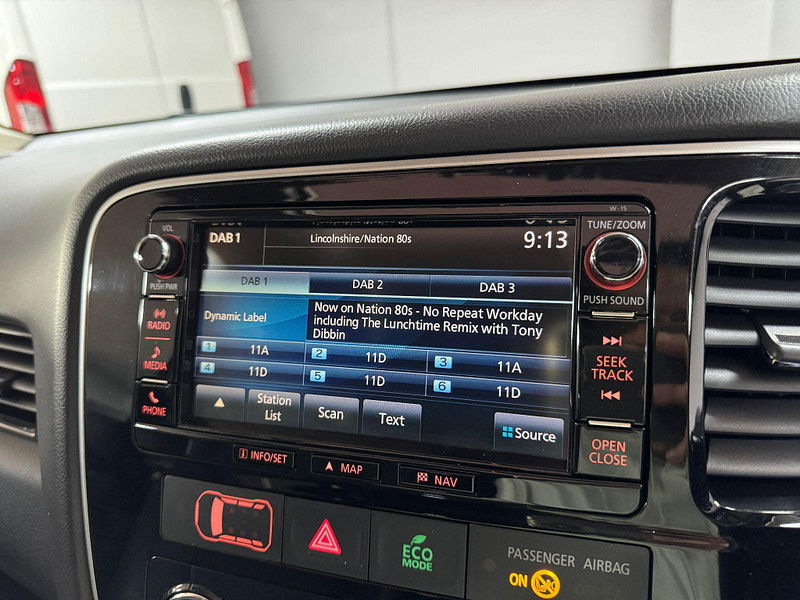 W-15
VOL
PUSH PWR
RADIO
MEDIA
PHONE
DAB1
Lincolnshire/Nation 80s
9:13
DAB 1
DAB 2
DAB 3
Dynamic Label
Now on Nation 80s - No Repeat Workday
including The Lunchtime Remix with Tony
Dibbin
1 11A
2 11D
3 11A
4 11D
5 11D
6 11D
Station
List
Scan
Text
Source
TUNE/ZOOM
PUSH SOUND
SEEK
TRACK
OPEN
CLOSE
INFO/SET
MAP
NAV
ECO
MODE
PASSENGER AIRBAG
ON